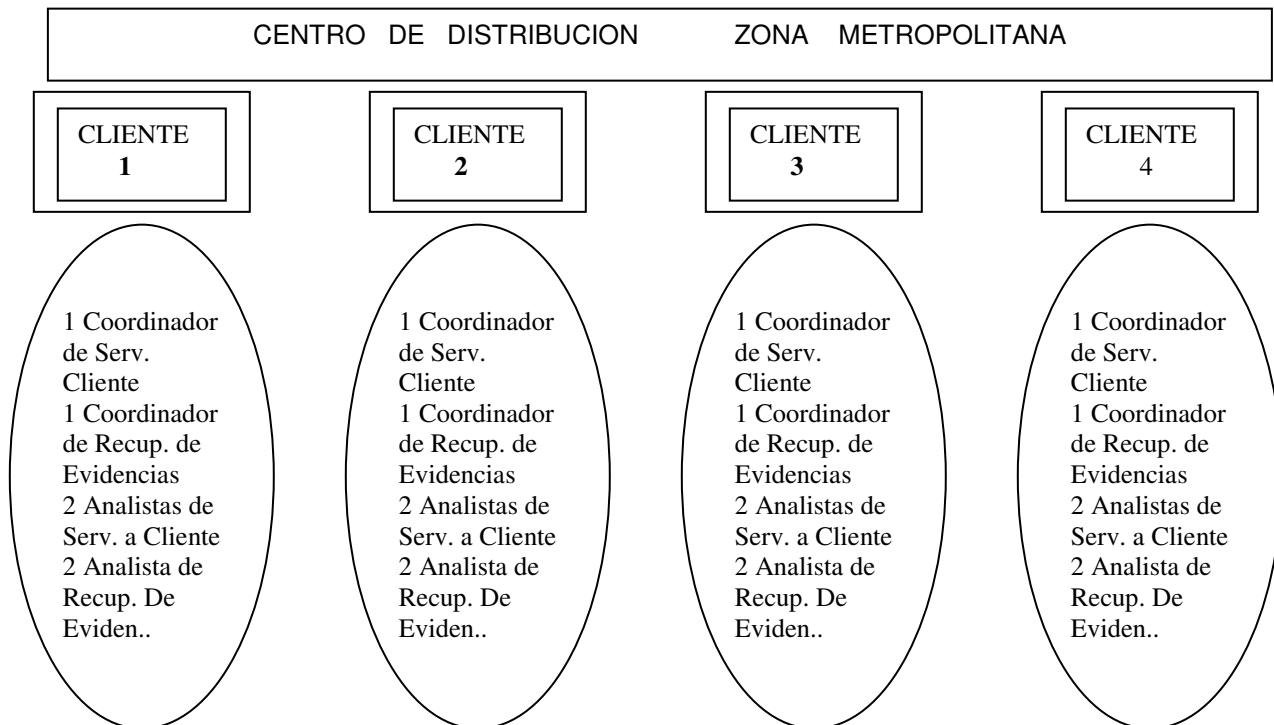 CENTRO DE DISTRIBUCION ZONA METROPOLITANA
CLIENTE
1
CLIENTE
2
CLIENTE
3
CLIENTE
4
1 Coordinador
de Serv.
Cliente
1 Coordinador
de Recup. de
Evidencias
2 Analistas de
Serv. a Cliente
2 Analista de
Recup. De
Eviden..
1 Coordinador
de Serv.
Cliente
1 Coordinador
de Recup. de
Evidencias
2 Analistas de
Serv. a Cliente
2 Analista de
Recup. De
Eviden..
1 Coordinador
de Serv.
Cliente
1 Coordinador
de Recup. de
Evidencias
2 Analistas de
Serv. a Cliente
2 Analista de
Recup. De
Eviden..
1 Coordinador
de Serv.
Cliente
1 Coordinador
de Recup. de
Evidencias
2 Analistas de
Serv. a Cliente
2 Analista de
Recup. De
Eviden..